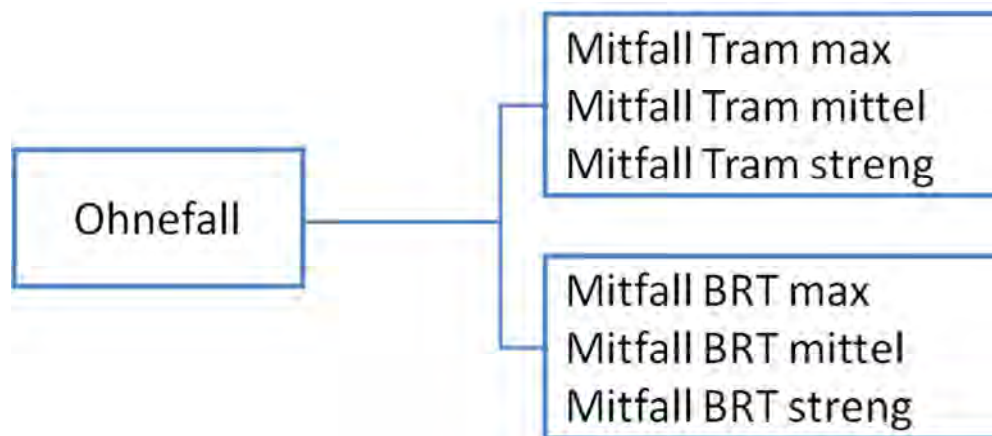 Ohnefall
Mitfall Tram max
Mitfall Tram mittel
Mitfall Tram streng
Mitfall BRT max
Mitfall BRT mittel
Mitfall BRT streng